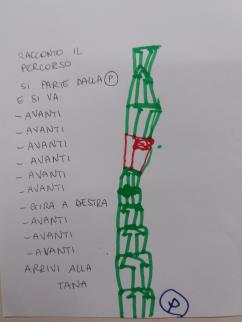 RACCONTO IL
PERCORSO
SI PARTE DALLA P
E SI VA
- AVANTI
- AVANTI
- AVANTI
- AVANTI
- AVANTI
- AVANTI
- GIRA A DESTRA
- AVANTI
- AVANTI
- AVANTI
ARRIVI ALLA
TANA
P